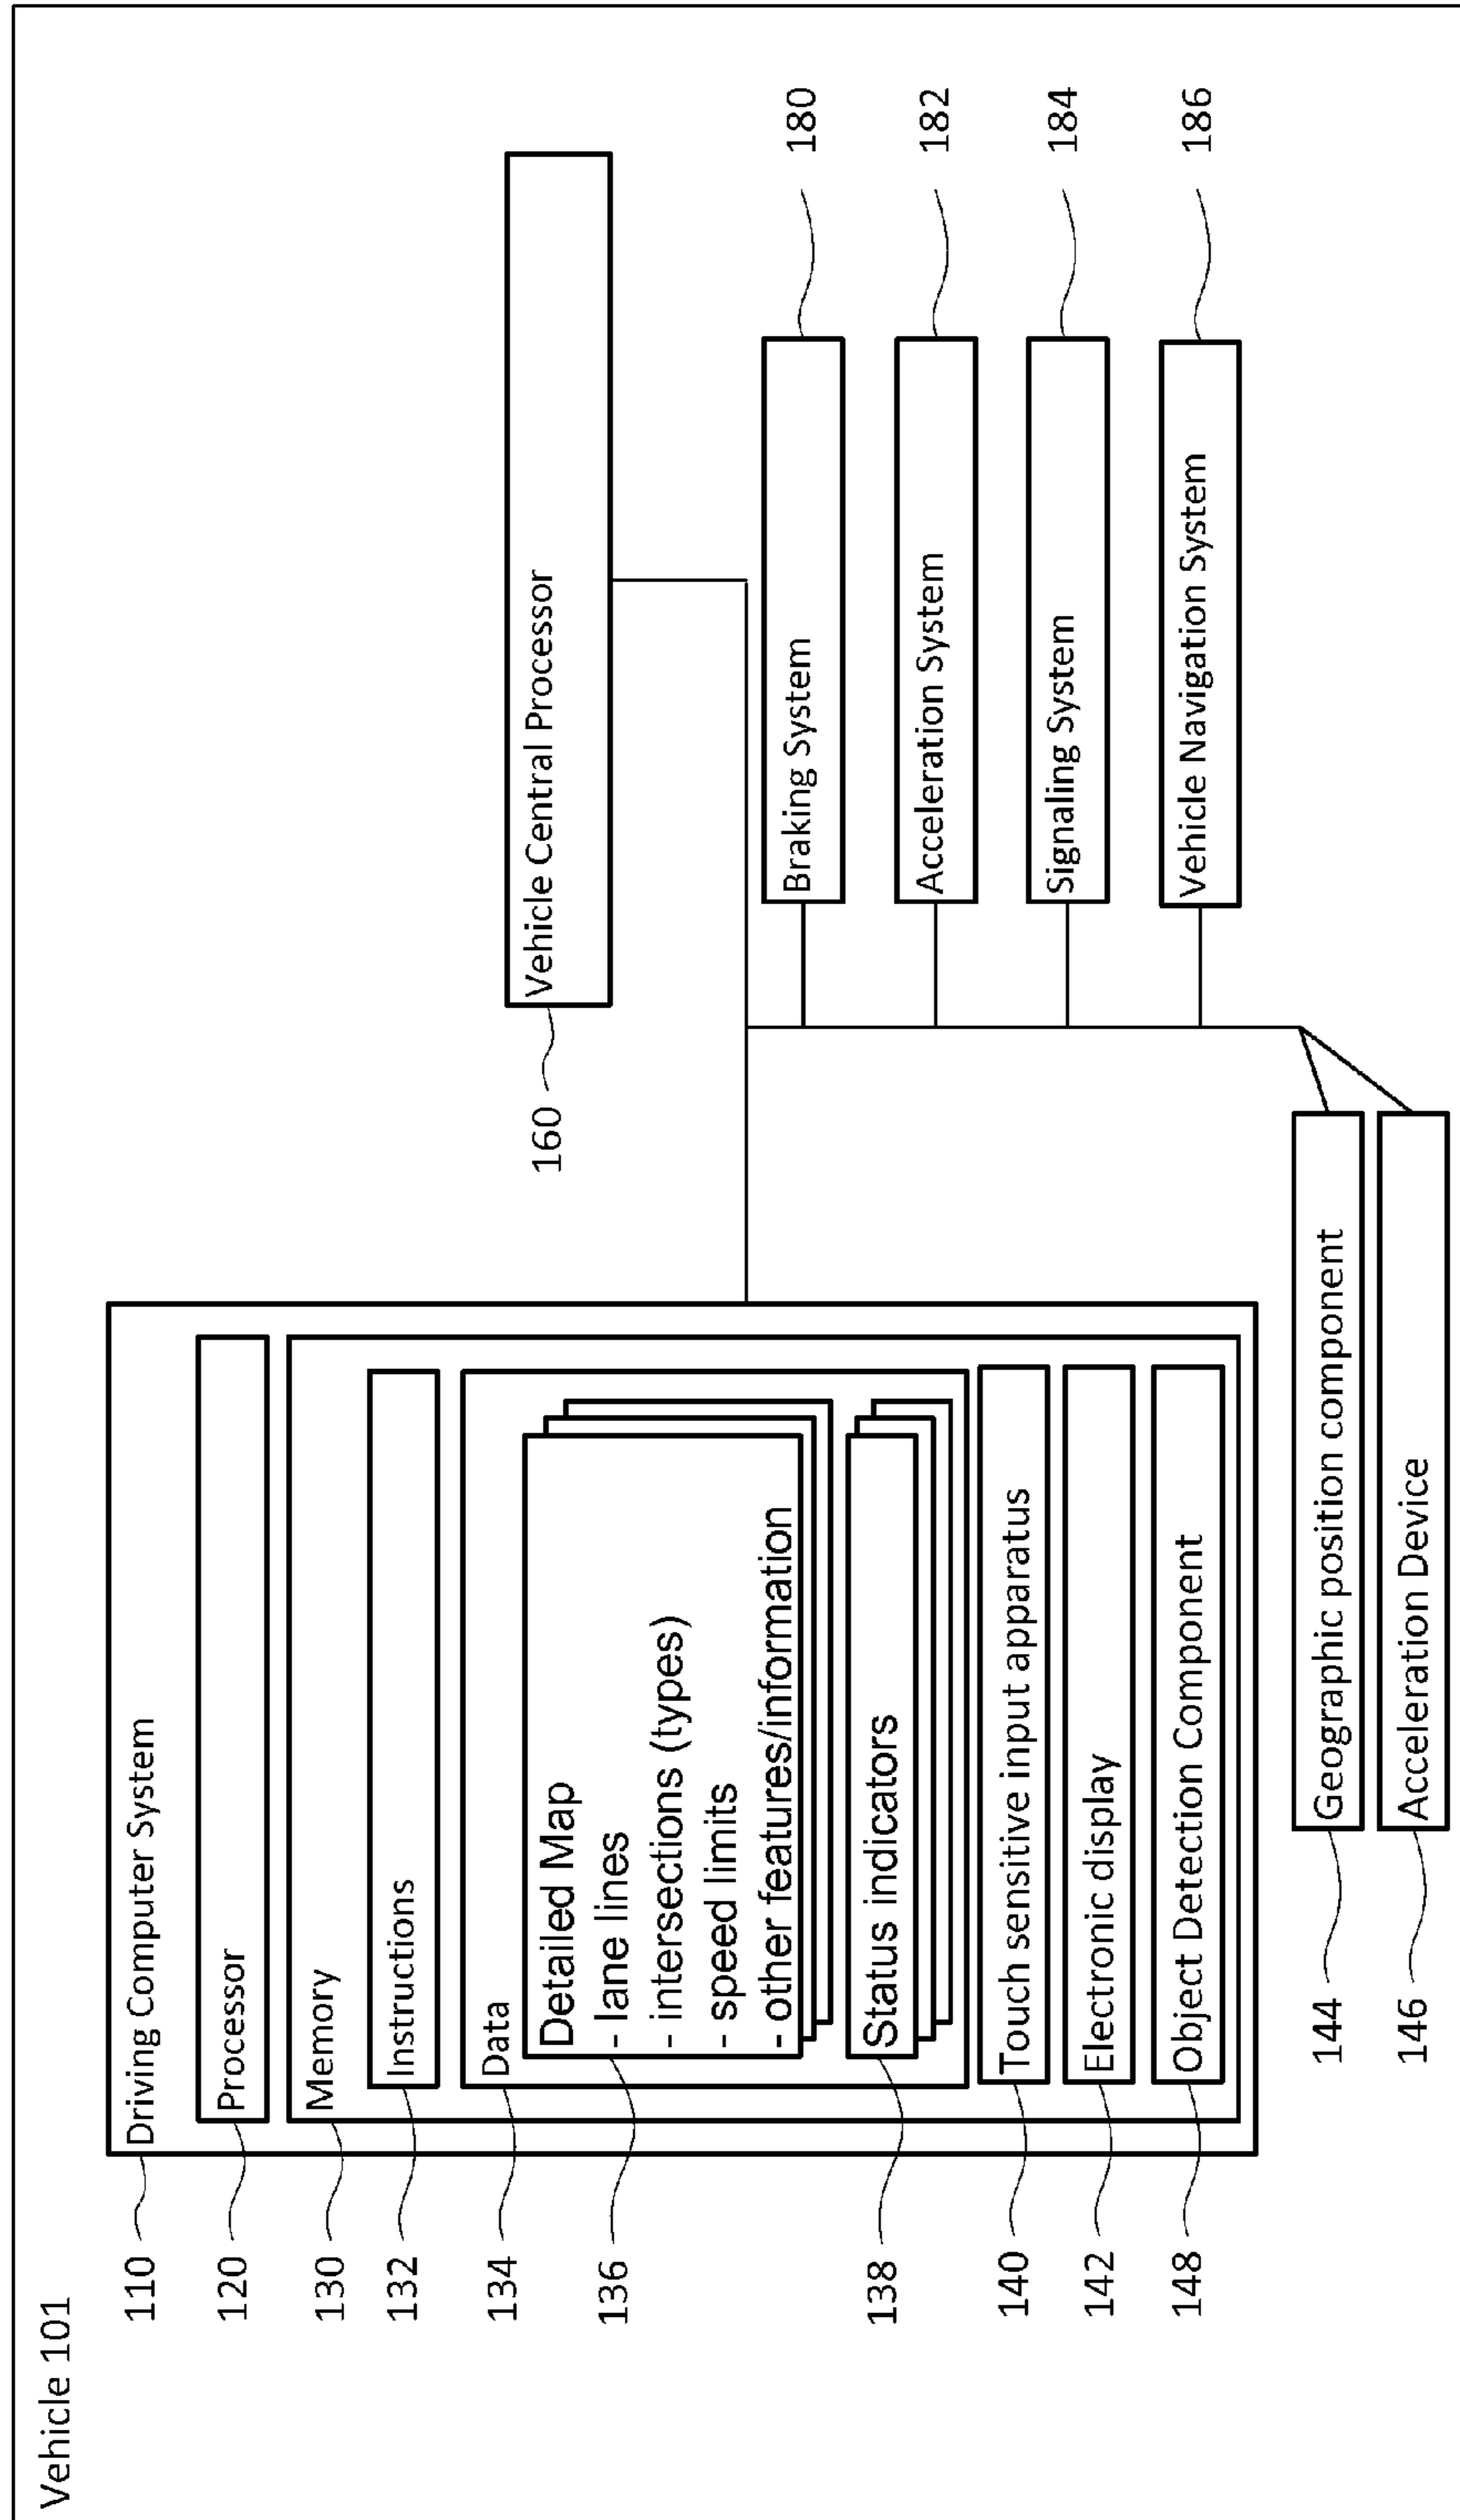 Vehicle 101
110
Driving Computer System
120
Processor
130
Memory
132
Instructions
134
Data
136
Detailed Map
- lane lines
- intersections (types)
- speed limits
- other features/information
138
Status indicators
140
Touch sensitive input apparatus
142
Electronic display
148
Object Detection Component
144
Geographic position component
146
Acceleration Device
160
Vehicle Central Processor
Braking System
180
Acceleration System
182
Signaling System
184
Vehicle Navigation System
186